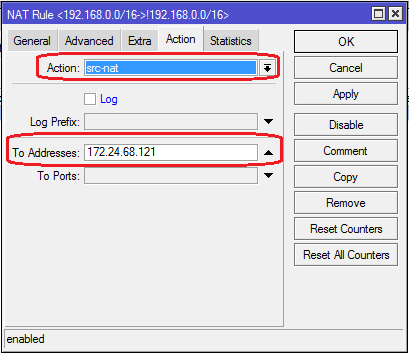 NAT Rule <192.168.0.0/16->!192.168.0.0/16>
General Advanced Extra Action Statistics
Action: src-nat
Log
Log Prefix:
To Addresses: 172.24.68.121
To Ports:
OK
Cancel
Apply
Disable
Comment
Copy
Remove
Reset Counters
Reset All Counters
enabled